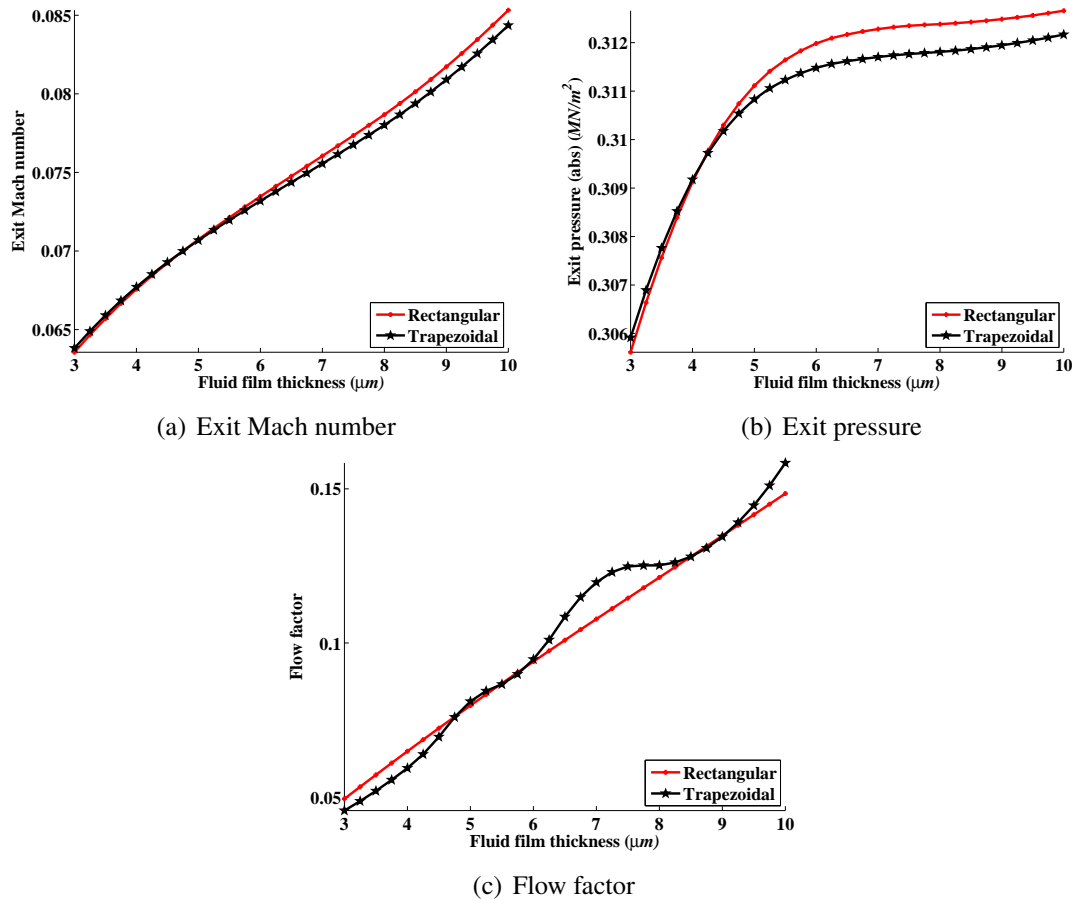 0.085
0.08
0.075
0.07
0.065
Exit Mach number
3 4 5 6 7 8 9 10
Fluid film thickness (μm)
Rectangular
Trapezoidal
(a) Exit Mach number
0.312
0.311
0.31
0.309
0.308
0.307
0.306
Exit pressure (abs) (MN/m²)
3 4 5 6 7 8 9 10
Fluid film thickness (μm)
Rectangular
Trapezoidal
(b) Exit pressure
0.15
0.1
0.05
Flow factor
3 4 5 6 7 8 9 10
Fluid film thickness (μm)
Rectangular
Trapezoidal
(c) Flow factor